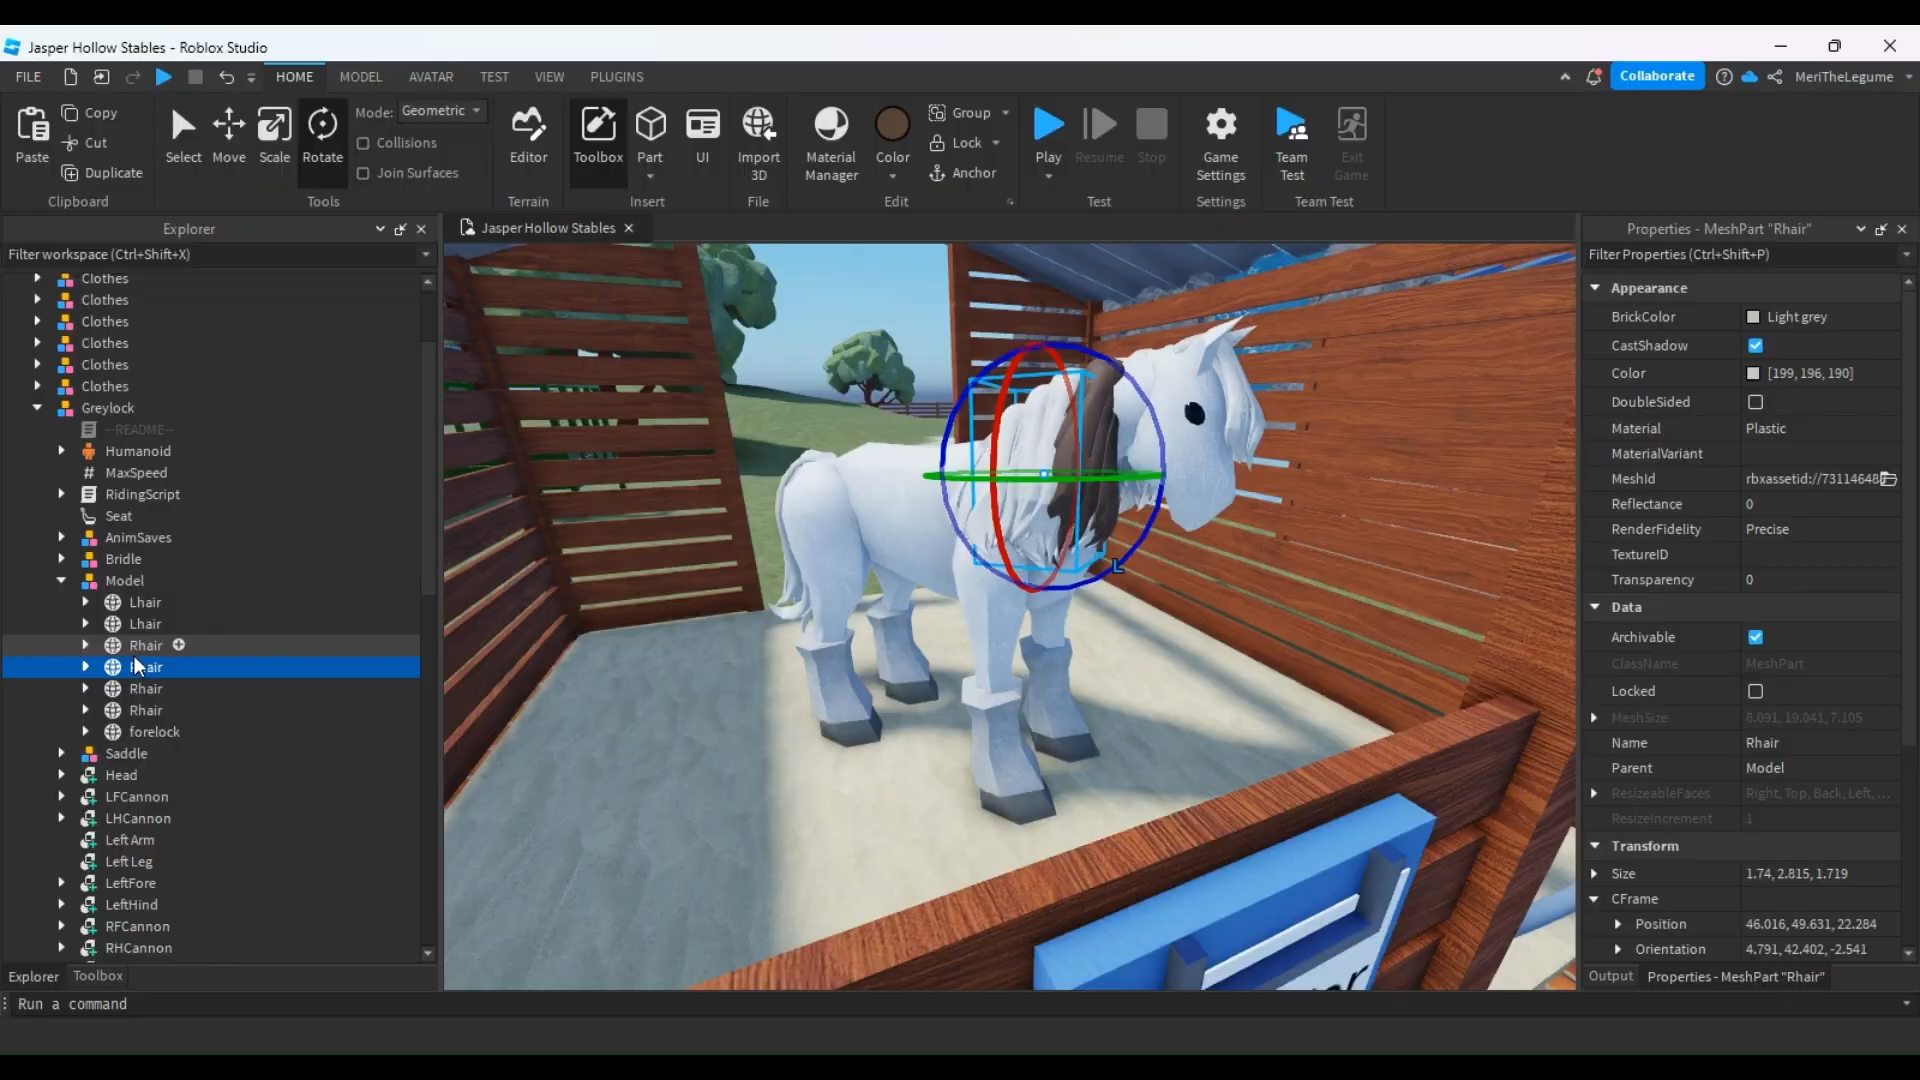 Jasper Hollow Stables - Roblox Studio
FILE HOME MODEL AVATAR TEST VIEW PLUGINS Collaborate MeriTheLegume
Paste Copy Cut Duplicate
Clipboard
Select Move Scale Rotate Mode: Geometric
Collisions
Join Surfaces
Tools
Editor
Terrain
Toolbox Part UI
Insert
Import 3D
File
Material Manager Color Group
Lock
Anchor
Edit
Play Resume Stop
Test
Game Settings
Settings
Team Test Exit Game
Team Test
Explorer
Filter workspace (Ctrl+Shift+X)
Clothes
Clothes
Clothes
Clothes
Clothes
Clothes
Greylock
--README--
Humanoid
MaxSpeed
RidingScript
Seat
AnimSaves
Bridle
Model
Lhair
Lhair
Rhair
Rhair
Rhair
Rhair
forelock
Saddle
Head
LFCannon
LHCannon
Left Arm
Left Leg
LeftFore
LeftHind
RFCannon
RHCannon
Explorer Toolbox
Run a command
Jasper Hollow Stables
L
Properties - MeshPart "Rhair"
Filter Properties (Ctrl+Shift+P)
Appearance
BrickColor Light grey
CastShadow
Color [199, 196, 190]
DoubleSided
Material Plastic
MaterialVariant
MeshId rbxassetid://73114648
Reflectance 0
RenderFidelity Precise
TextureID
Transparency 0
Data
Archivable
ClassName MeshPart
Locked
MeshSize 8.091, 19.041, 7.105
Name Rhair
Parent Model
ResizeableFaces Right, Top, Back, Left, ...
ResizeIncrement 1
Transform
Size 1.74, 2.815, 1.719
CFrame
Position 46.016, 49.631, 22.284
Orientation 4.791, 42.402, -2.541
Output Properties - MeshPart "Rhair"